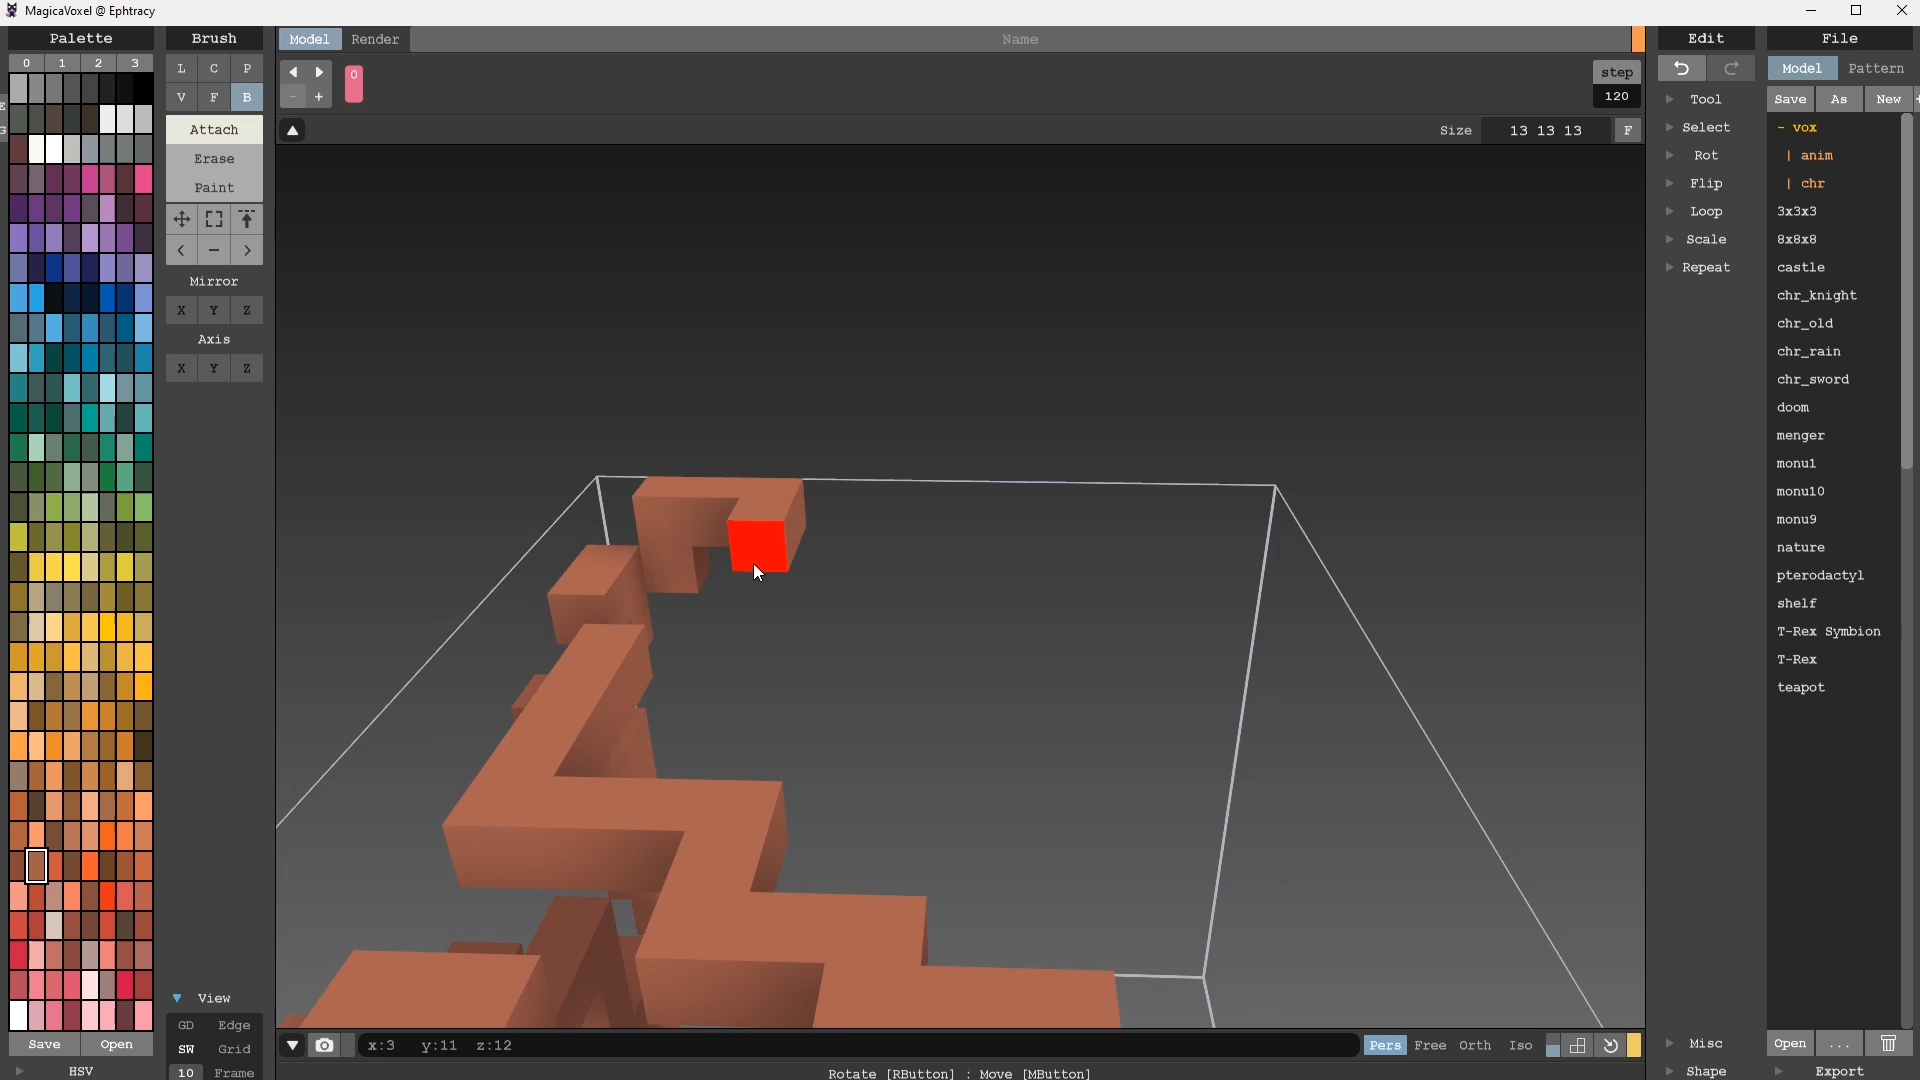 MagicaVoxel @ Ephtracy
Palette
Brush
Model
Render
Name
Edit
File
0 1 2 3
L C P
V F B
Attach
Erase
Paint
Mirror
X Y Z
Axis
X Y Z
0
step
120
Size
13 13 13
F
Tool
Select
Rot
Flip
Loop
Scale
Repeat
Model Pattern
Save As New +
- vox
| anim
| chr
3x3x3
8x8x8
castle
chr_knight
chr_old
chr_rain
chr_sword
doom
menger
monu1
monu10
monu9
nature
pterodactyl
shelf
T-Rex Symbion
T-Rex
teapot
View
GD Edge
SW Grid
10 Frame
Save Open
HSV
x:3 y:11 z:12
Pers Free Orth Iso
Rotate [RButton] : Move [MButton]
Misc
Shape
Open ...
Export
E
G